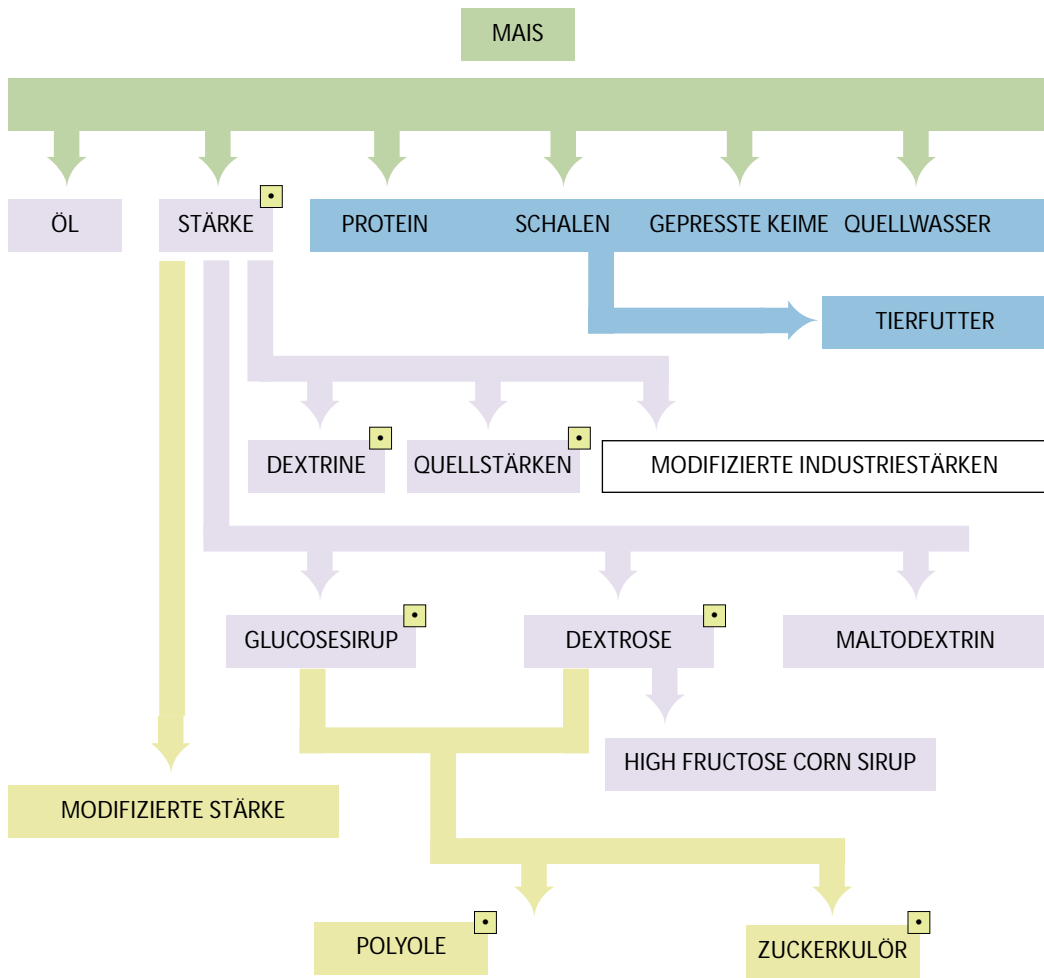 MAIS
ÖL
STÄRKE
PROTEIN
SCHALEN
GEPRESSTE KEIME
QUELLWASSER
TIERFUTTER
DEXTRINE
QUELLSTÄRKEN
MODIFIZIERTE INDUSTRIESTÄRKEN
GLUCOSESIRUP
DEXTROSE
MALTODEXTRIN
HIGH FRUCTOSE CORN SIRUP
MODIFIZIERTE STÄRKE
POLYOLE
ZUCKERKULÖR